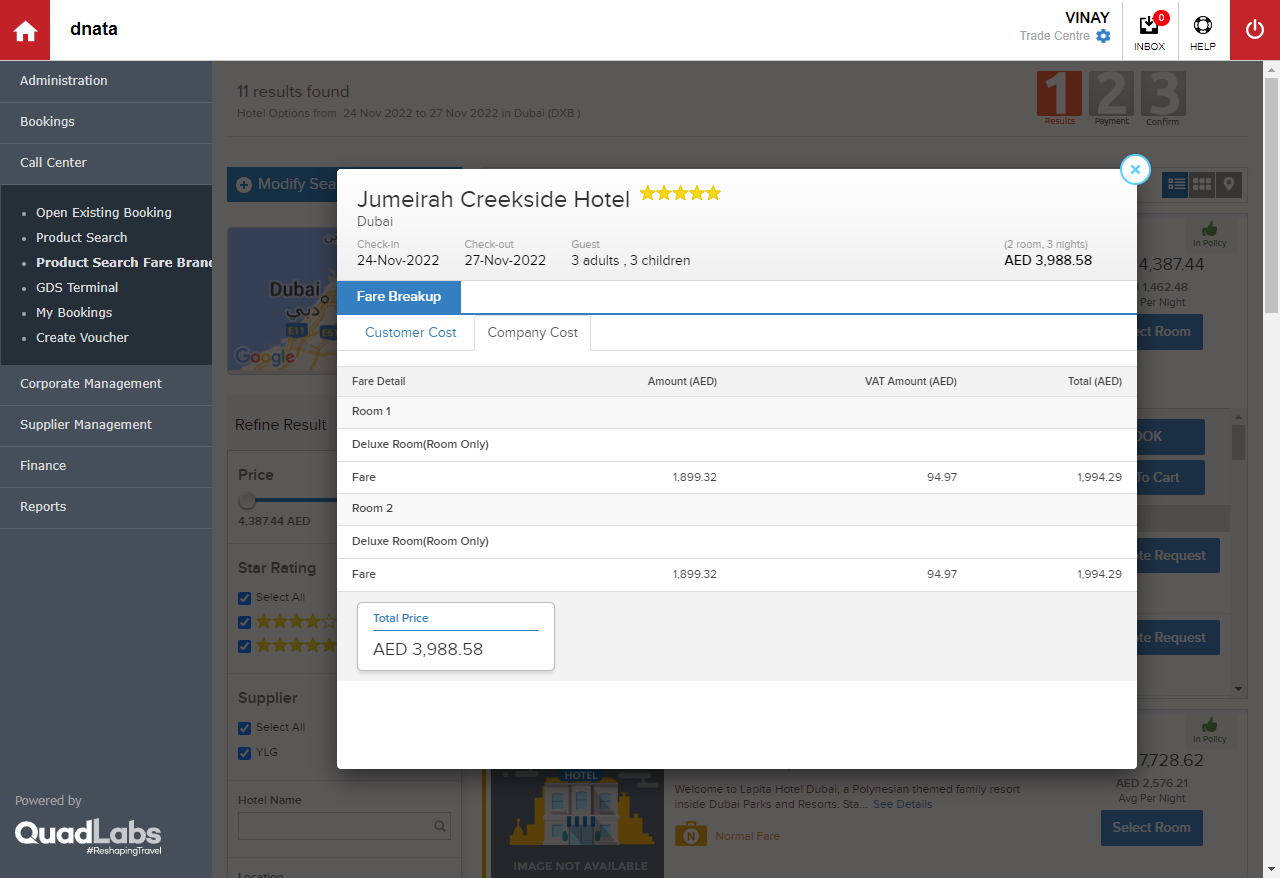 dnata
VINAY
Trade Centre
0
INBOX
HELP
Administration
Bookings
Call Center
Open Existing Booking
Product Search
Product Search Fare Brand
GDS Terminal
My Bookings
Create Voucher
Corporate Management
Supplier Management
Finance
Reports
Powered by
QuadLabs
#ReshapingTravel
11 results found
Hotel Options from 24 Nov 2022 to 27 Nov 2022 in Dubai (DXB )
1 2 3
Results Payment Confirm
Modify Sea
Dubai
دبي
E11
Google
Refine Result
Price
4,387.44 AED
Star Rating
Select All
Supplier
Select All
YLG
Hotel Name
Location
Jumeirah Creekside Hotel
Dubai
Check-in Check-out Guest (2 room, 3 nights)
24-Nov-2022 27-Nov-2022 3 adults , 3 children AED 3,988.58
Fare Breakup
Customer Cost Company Cost
Fare Detail Amount (AED) VAT Amount (AED) Total (AED)
Room 1
Deluxe Room(Room Only)
Fare 1,899.32 94.97 1,994.29
Room 2
Deluxe Room(Room Only)
Fare 1,899.32 94.97 1,994.29
Total Price
AED 3,988.58
In Policy
4,387.44
1,462.48
Per Night
ct Room
OOK
To Cart
te Request
te Request
In Policy
7,728.62
AED 2,576.21
Avg Per Night
Select Room
HOTEL
IMAGE NOT AVAILABLE
Welcome to Lapita Hotel Dubai, a Polynesian themed family resort
inside Dubai Parks and Resorts. Sta... See Details
N Normal Fare